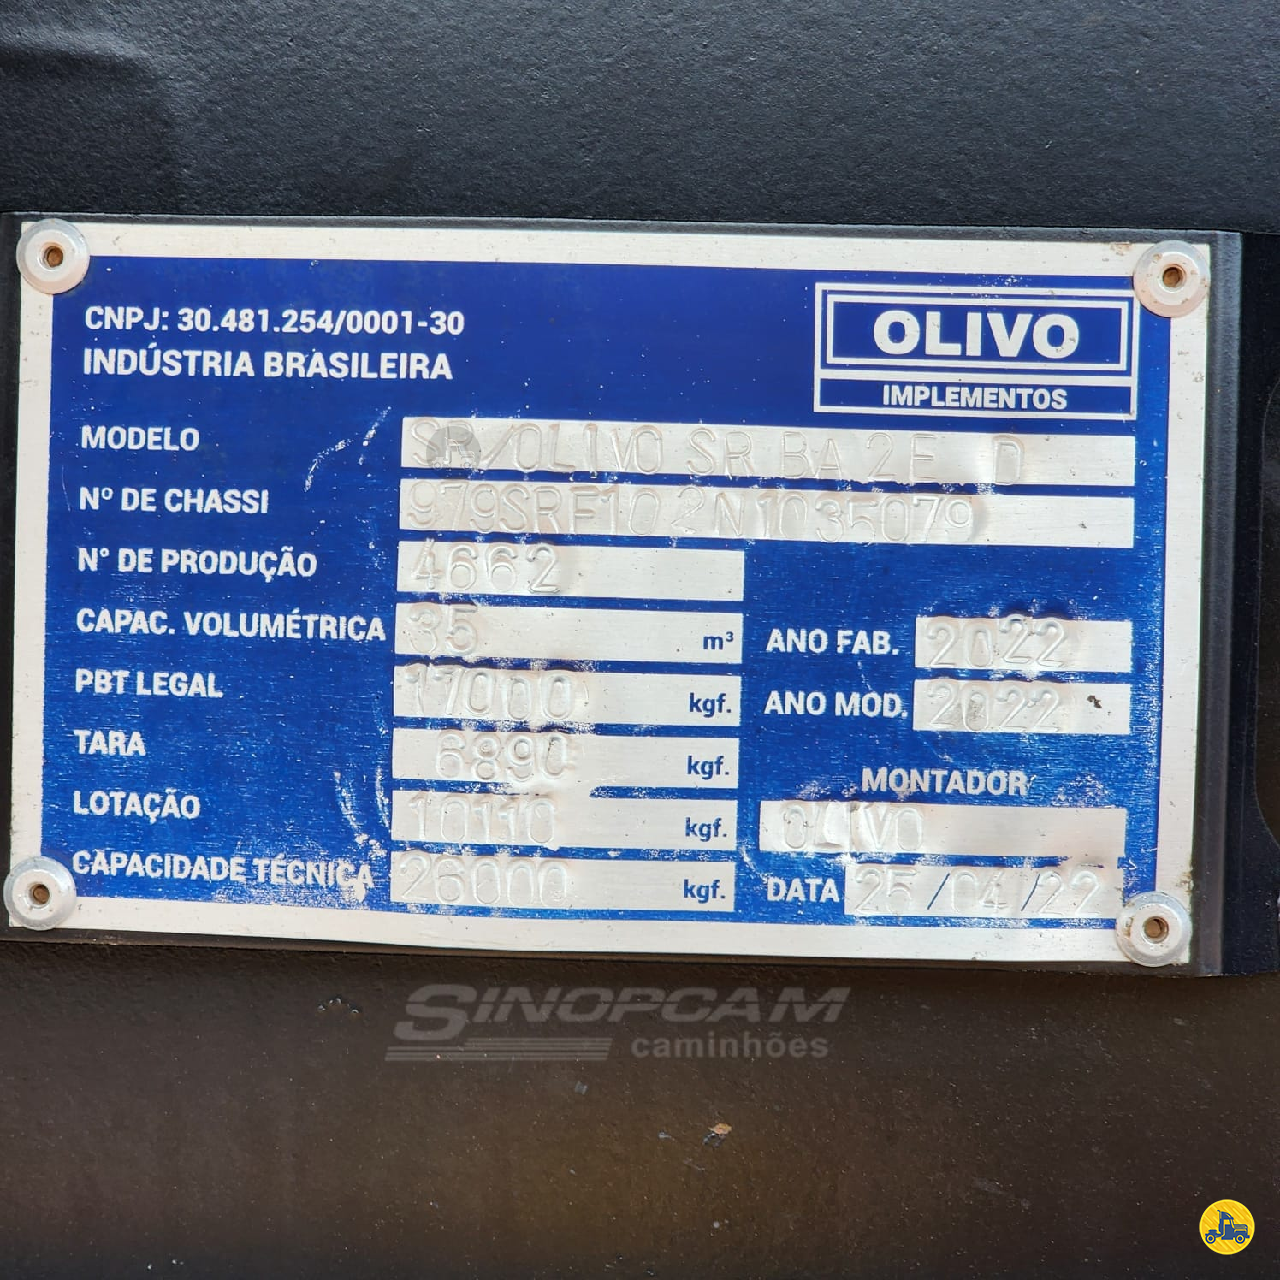 CNPJ: 30.481.254/0001-30
INDÚSTRIA BRASILEIRA
OLIVO
IMPLEMENTOS
MODELO SR/OLIVO SR BA 2E D
Nº DE CHASSI 979SRF102N1035079
N° DE PRODUÇÃO 4662
CAPAC. VOLUMÉTRICA 35 m³
ANO FAB. 2022
PBT LEGAL 17000 kgf.
ANO MOD. 2022
TARA 6890 kgf.
MONTADOR
LOTAÇÃO 10110 kgf.
OLIVO
CAPACIDADE TÉCNICA 26000 kgf.
DATA 25/04/22
SINOPCAM
caminhões